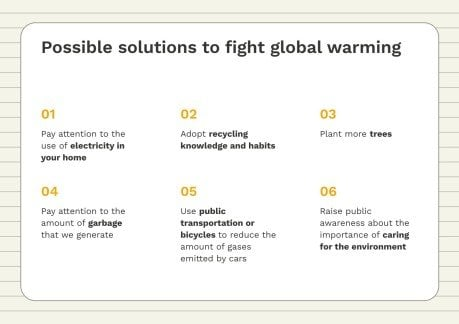 Possible solutions to fight global warming
01
Pay attention to the
use of electricity in
your home
02
Adopt recycling
knowledge and habits
03
Plant more trees
04
Pay attention to the
amount of garbage
that we generate
05
Use public
transportation or
bicycles to reduce the
amount of gases
emitted by cars
06
Raise public
awareness about the
importance of caring
for the environment